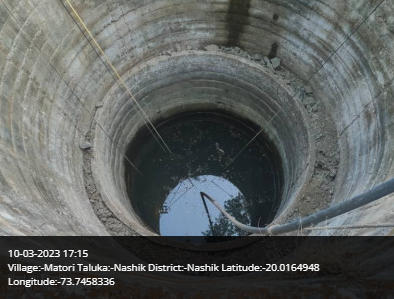 10-03-2023 17:15
Village:-Matori Taluka:-Nashik District:-Nashik Latitude:-20.0164948
Longitude:-73.7458336